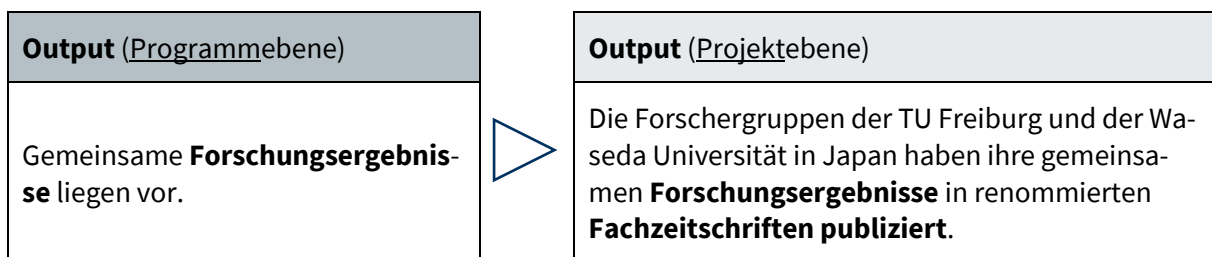 Output (Programmebene)
Gemeinsame Forschungsergebnis-
se liegen vor.
Output (Projektebene)
Die Forschergruppen der TU Freiburg und der Wa-
seda Universität in Japan haben ihre gemeinsa-
men Forschungsergebnisse in renommierten
Fachzeitschriften publiziert.